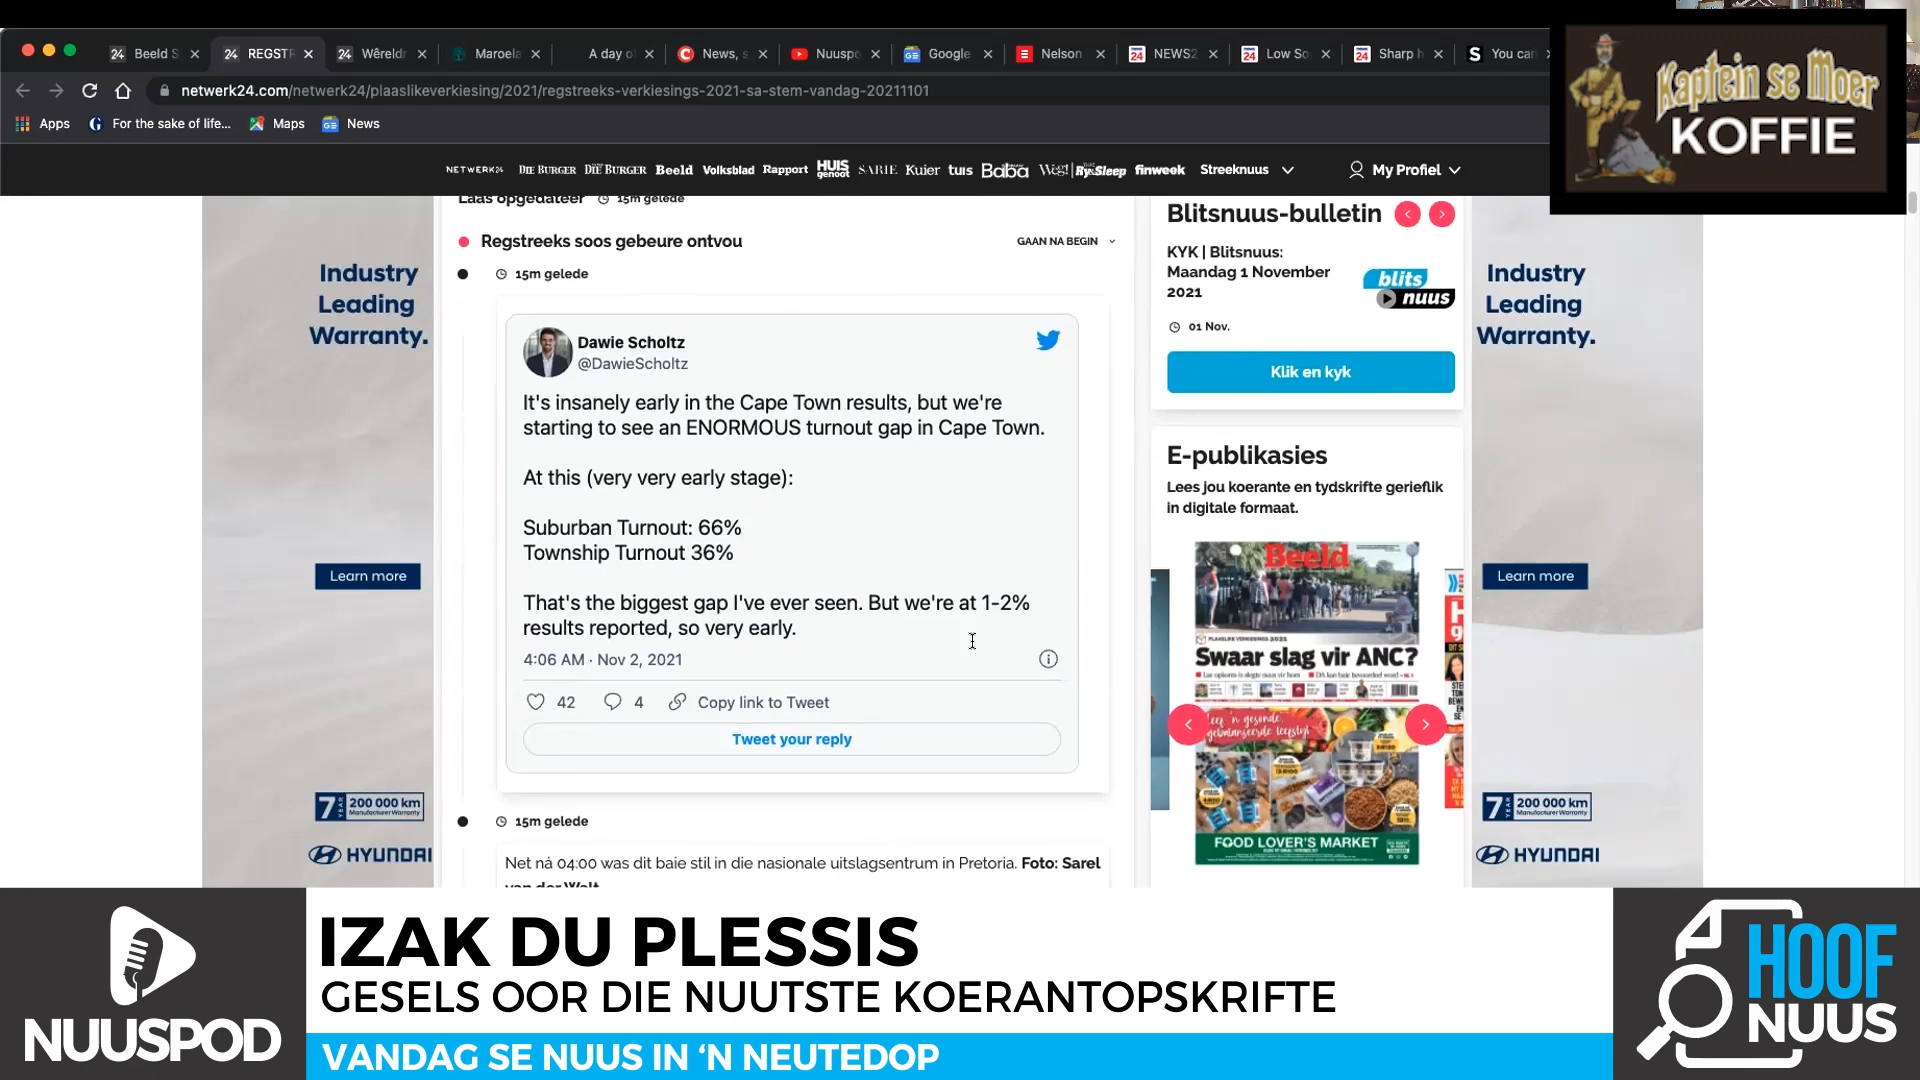 Beeld S
REGSTR
Wêreldn
Maroela
A day o
News, s
Nuuspo
Google
Nelson
NEWS2
Low So
Sharp h
You can
netwerk24.com/netwerk24/plaaslikeverkiesing/2021/regstreeks-verkiesings-2021-sa-stem-vandag-20211101
Apps
For the sake of life...
Maps
News
Kaptein se Moer
KOFFIE
NETWERK24
DIE BURGER
DIE BURGER
Beeld
Volksblad
Rapport
HUIS
genoot
SARIE
Kuier
tuis
Baba
Weg!
Ry&Sleep
finweek
Streeknuus
My Profiel
Laas opgedateer 15m gelede
Regstreeks soos gebeure ontvou
GAAN NA BEGIN
15m gelede
Dawie Scholtz
@DawieScholtz
It's insanely early in the Cape Town results, but we're
starting to see an ENORMOUS turnout gap in Cape Town.
At this (very very early stage):
Suburban Turnout: 66%
Township Turnout 36%
That's the biggest gap I've ever seen. But we're at 1-2%
results reported, so very early.
4:06 AM · Nov 2, 2021
42
4
Copy link to Tweet
Tweet your reply
15m gelede
Net ná 04:00 was dit baie stil in die nasionale uitslagsentrum in Pretoria. Foto: Sarel
van der Walt
Blitsnuus-bulletin
KYK | Blitsnuus:
Maandag 1 November
2021
blits
nuus
01 Nov.
Klik en kyk
E-publikasies
Lees jou koerante en tydskrifte gerieflik
in digitale formaat.
Beeld
PLAASLIKE VERKIESING 2021
Swaar slag vir ANC?
Leef 'n gesonde,
gebalanseerde leefstyl
FOOD LOVER'S MARKET
Industry
Leading
Warranty.
Learn more
7 YEAR
200 000 km
Manufacturer Warranty
HYUNDAI
Industry
Leading
Warranty.
Learn more
7 YEAR
200 000 km
Manufacturer Warranty
HYUNDAI
NUUSPOD
IZAK DU PLESSIS
GESELS OOR DIE NUUTSTE KOERANTOPSKRIFTE
VANDAG SE NUUS IN ‘N NEUTEDOP
HOOF
NUUS